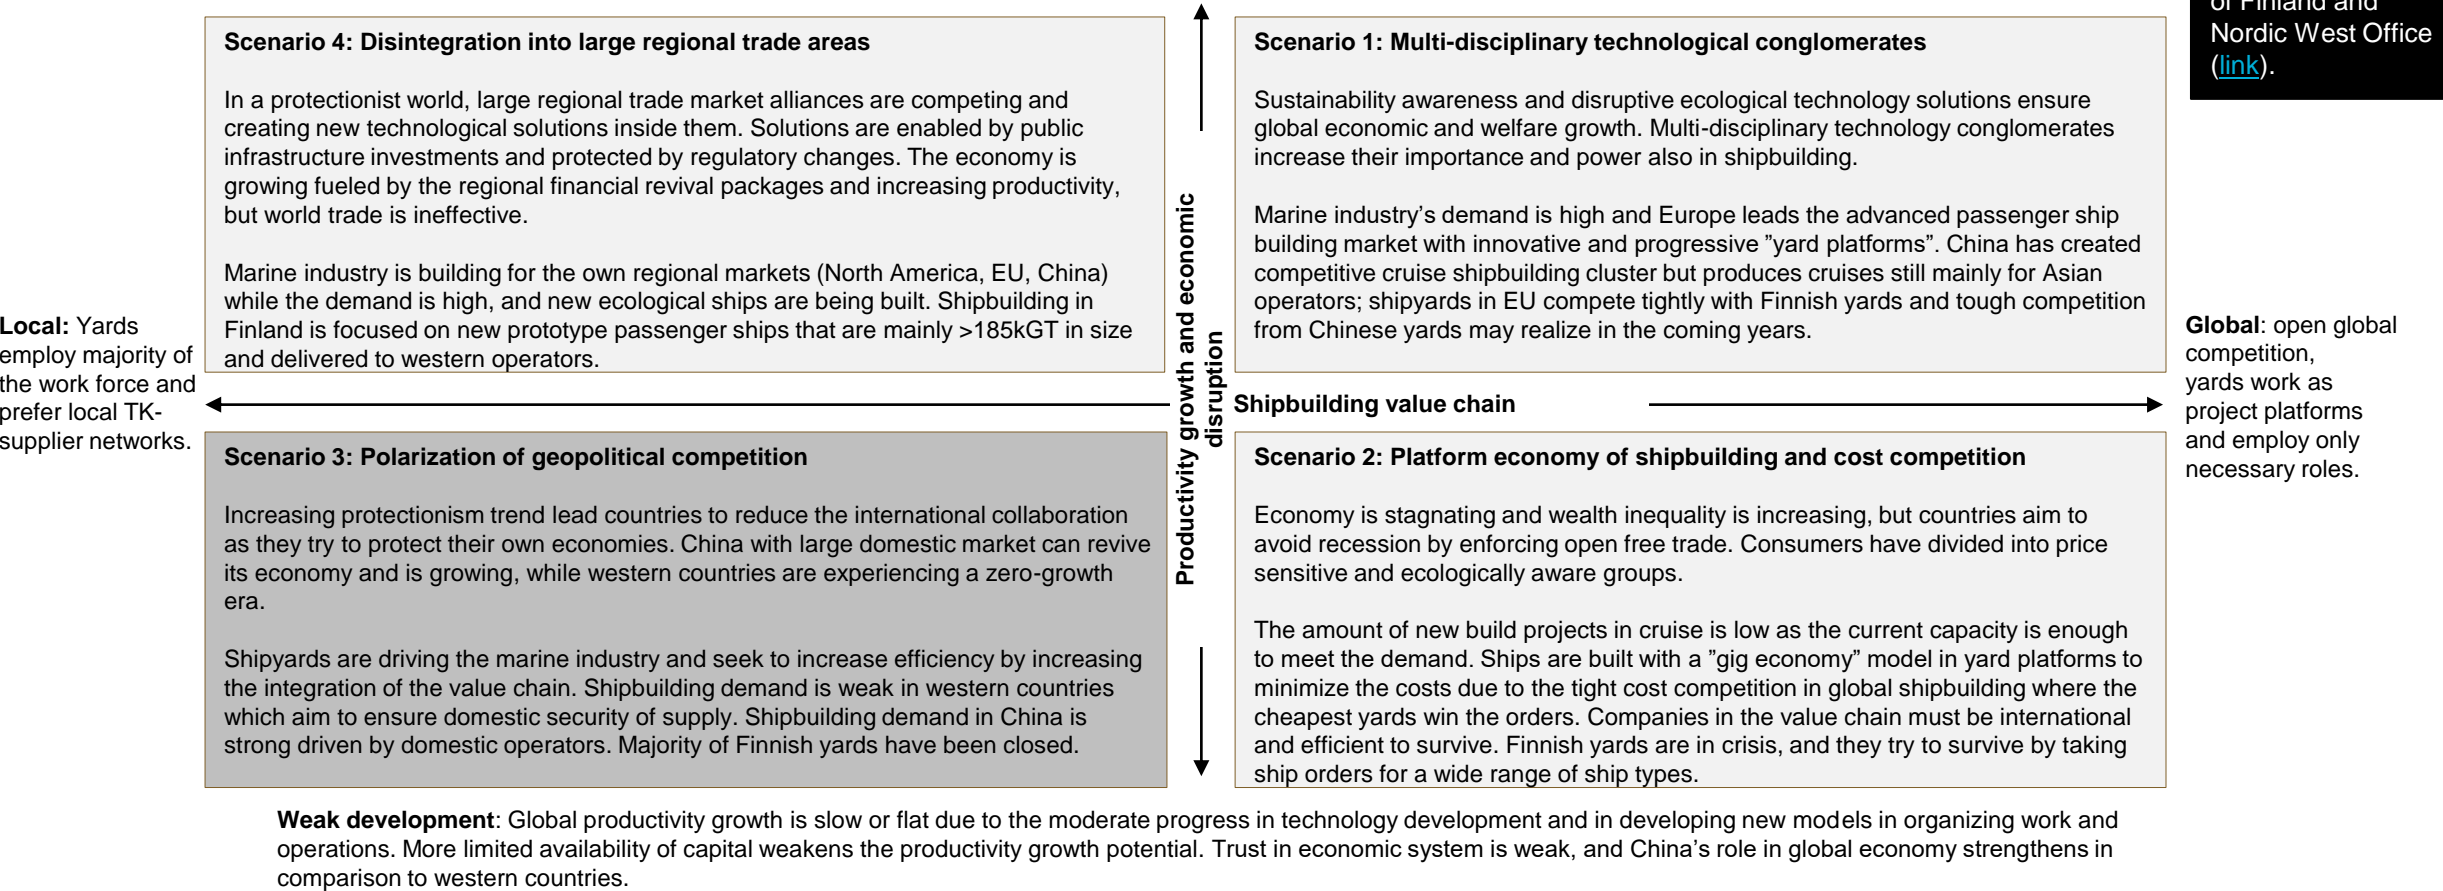 of Finland and
Nordic West Office
(link).
Scenario 4: Disintegration into large regional trade areas
In a protectionist world, large regional trade market alliances are competing and
creating new technological solutions inside them. Solutions are enabled by public
infrastructure investments and protected by regulatory changes. The economy is
growing fueled by the regional financial revival packages and increasing productivity,
but world trade is ineffective.
Marine industry is building for the own regional markets (North America, EU, China)
while the demand is high, and new ecological ships are being built. Shipbuilding in
Finland is focused on new prototype passenger ships that are mainly >185kGT in size
and delivered to western operators.
Scenario 1: Multi-disciplinary technological conglomerates
Sustainability awareness and disruptive ecological technology solutions ensure
global economic and welfare growth. Multi-disciplinary technology conglomerates
increase their importance and power also in shipbuilding.
Marine industry’s demand is high and Europe leads the advanced passenger ship
building market with innovative and progressive ”yard platforms”. China has created
competitive cruise shipbuilding cluster but produces cruises still mainly for Asian
operators; shipyards in EU compete tightly with Finnish yards and tough competition
from Chinese yards may realize in the coming years.
Local: Yards
employ majority of
the work force and
prefer local TK-
supplier networks.
Productivity growth and economic
disruption
Shipbuilding value chain
Global: open global
competition,
yards work as
project platforms
and employ only
necessary roles.
Scenario 3: Polarization of geopolitical competition
Increasing protectionism trend lead countries to reduce the international collaboration
as they try to protect their own economies. China with large domestic market can revive
its economy and is growing, while western countries are experiencing a zero-growth
era.
Shipyards are driving the marine industry and seek to increase efficiency by increasing
the integration of the value chain. Shipbuilding demand is weak in western countries
which aim to ensure domestic security of supply. Shipbuilding demand in China is
strong driven by domestic operators. Majority of Finnish yards have been closed.
Scenario 2: Platform economy of shipbuilding and cost competition
Economy is stagnating and wealth inequality is increasing, but countries aim to
avoid recession by enforcing open free trade. Consumers have divided into price
sensitive and ecologically aware groups.
The amount of new build projects in cruise is low as the current capacity is enough
to meet the demand. Ships are built with a ”gig economy” model in yard platforms to
minimize the costs due to the tight cost competition in global shipbuilding where the
cheapest yards win the orders. Companies in the value chain must be international
and efficient to survive. Finnish yards are in crisis, and they try to survive by taking
ship orders for a wide range of ship types.
Weak development: Global productivity growth is slow or flat due to the moderate progress in technology development and in developing new models in organizing work and
operations. More limited availability of capital weakens the productivity growth potential. Trust in economic system is weak, and China’s role in global economy strengthens in
comparison to western countries.